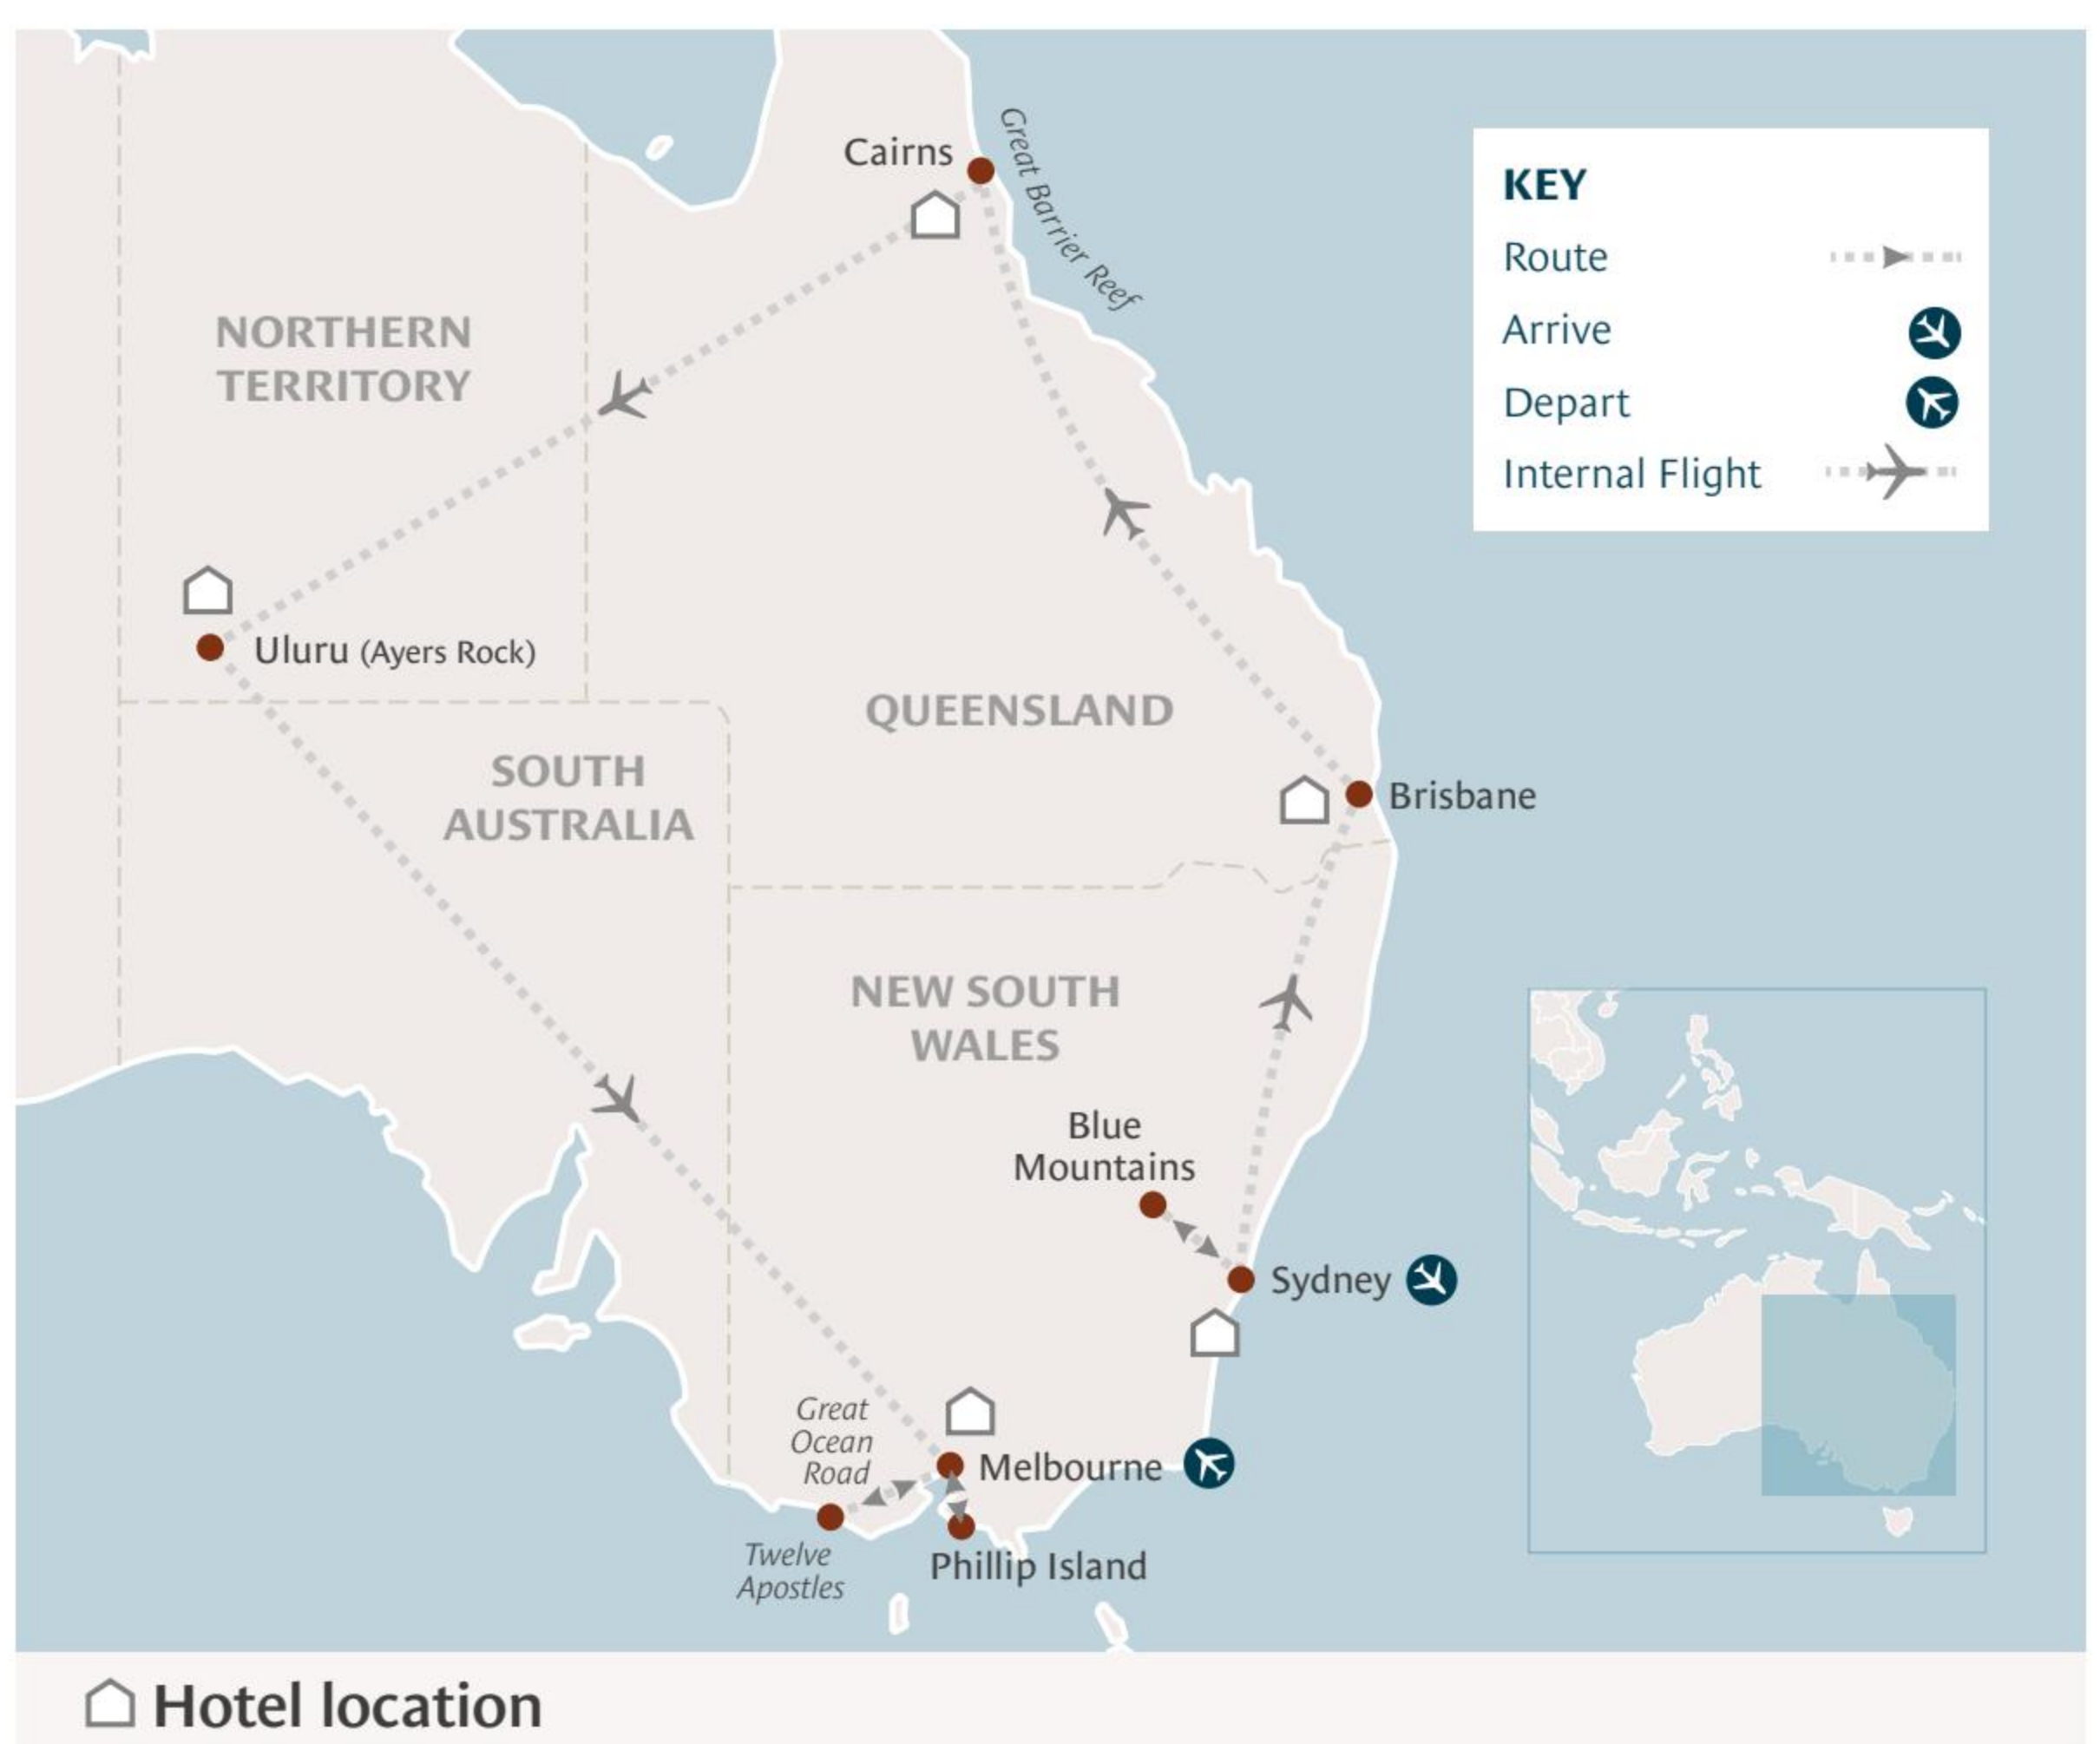 Cairns
Great Barrier Reef
KEY
Route
Arrive
Depart
Internal Flight
NORTHERN
TERRITORY
Uluru (Ayers Rock)
QUEENSLAND
SOUTH
AUSTRALIA
Brisbane
NEW SOUTH
WALES
Blue
Mountains
Sydney
Great
Ocean
Road
Melbourne
Twelve
Apostles
Phillip Island
Hotel location